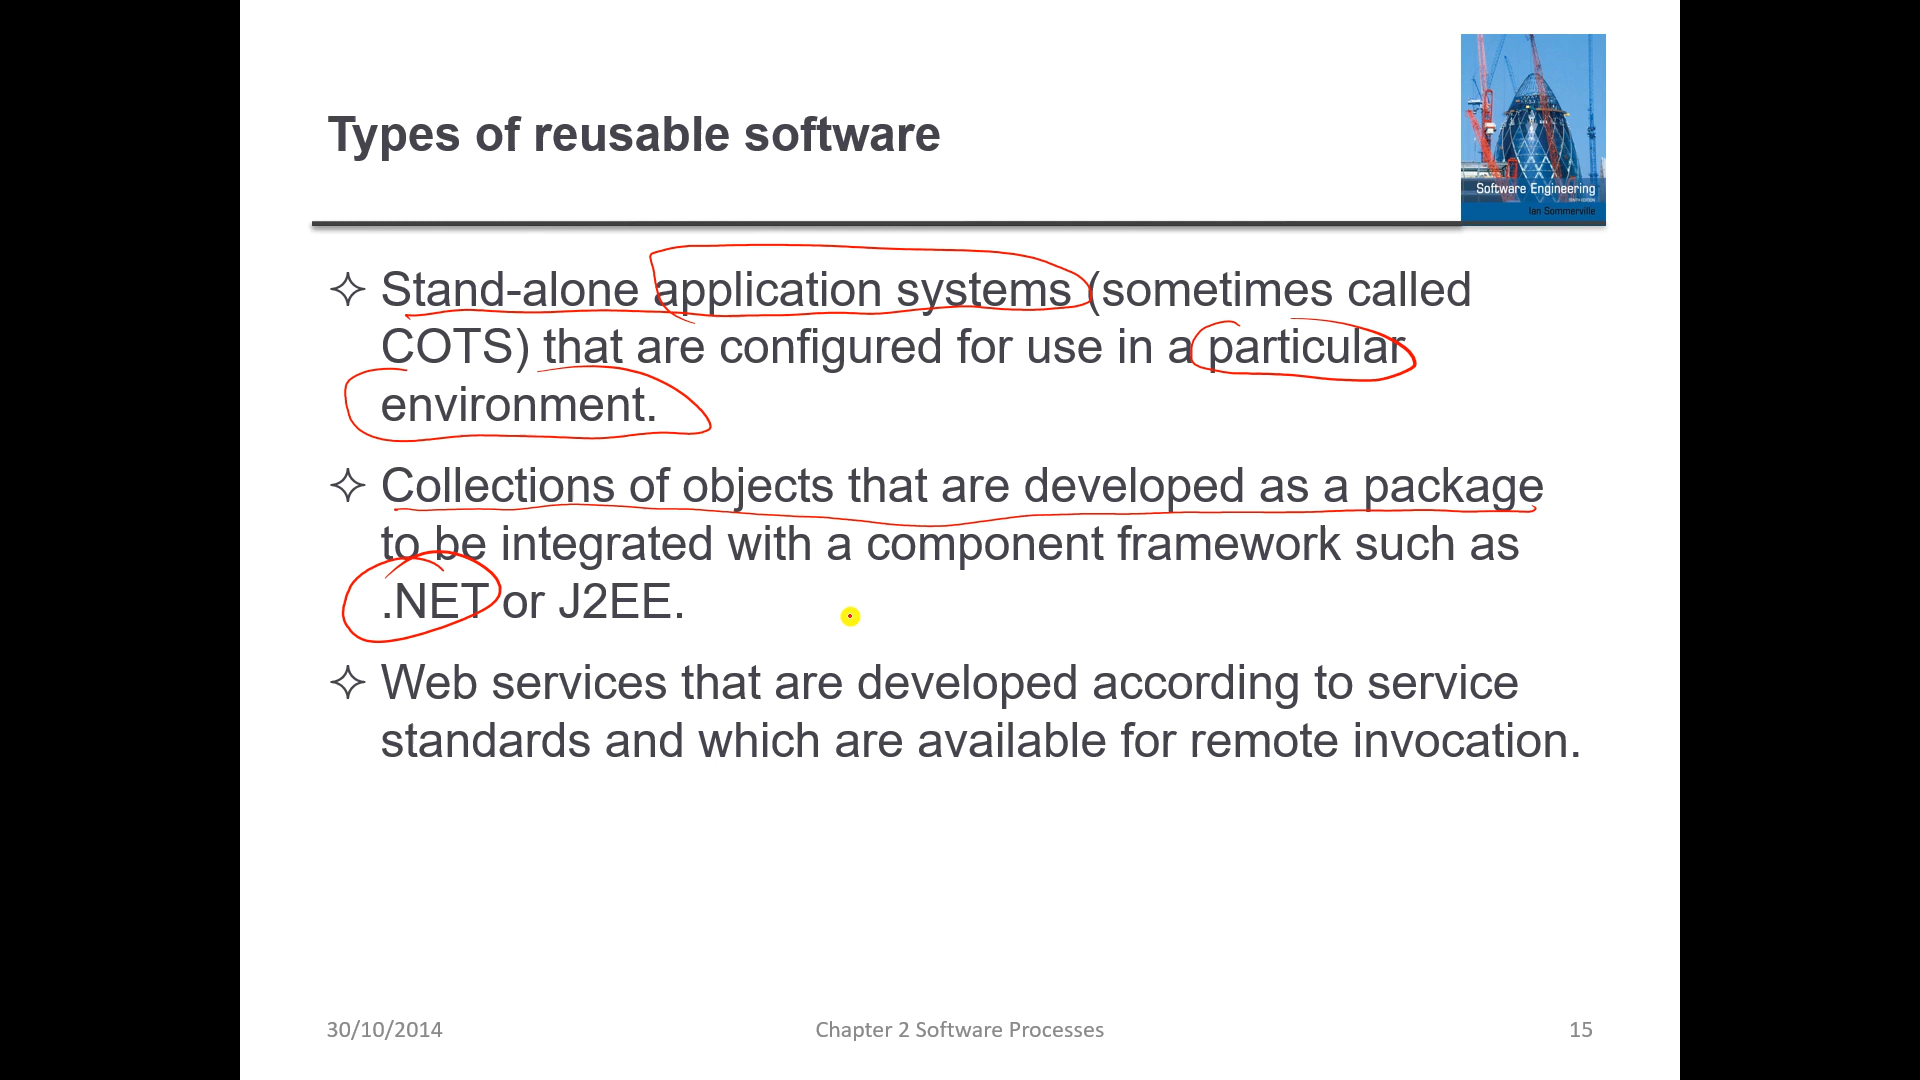 Types of reusable software
Software Engineering
Ian Sommerville
✧ Stand-alone application systems (sometimes called
COTS) that are configured for use in a particular
environment.
✧ Collections of objects that are developed as a package
to be integrated with a component framework such as
.NET or J2EE.
✧ Web services that are developed according to service
standards and which are available for remote invocation.
30/10/2014
Chapter 2 Software Processes
15